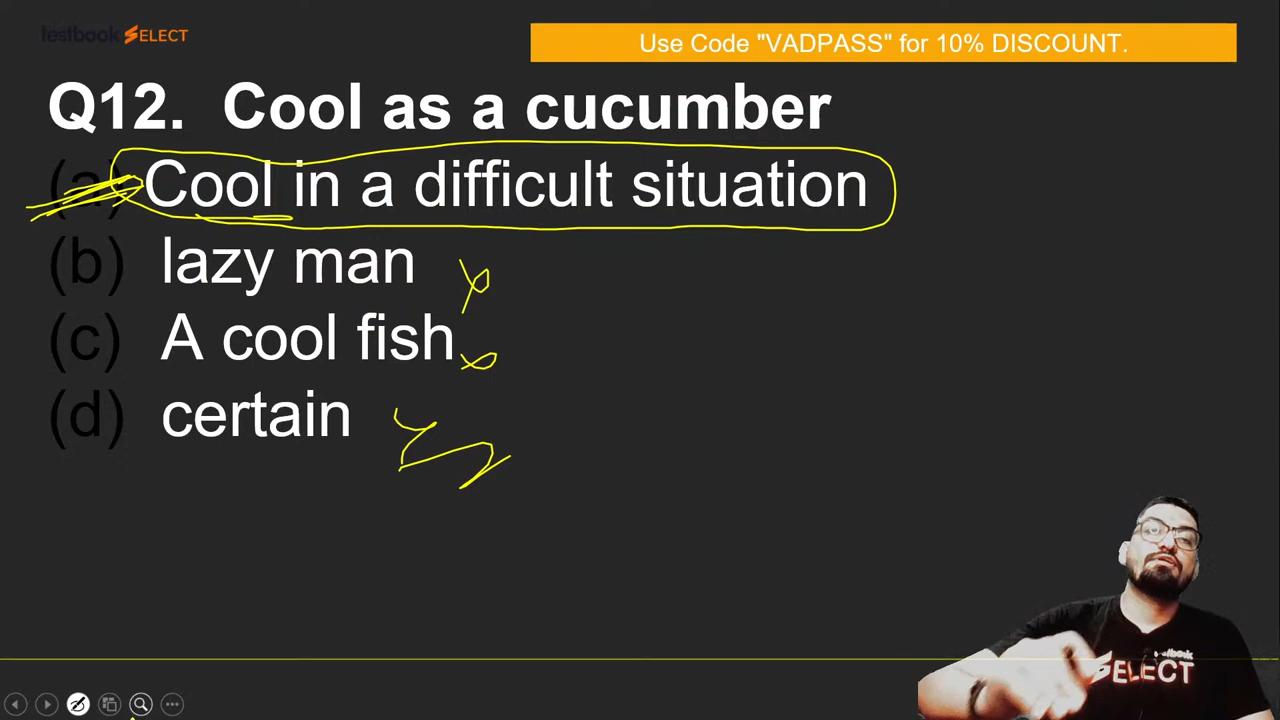 testbook SELECT
Use Code "VADPASS" for 10% DISCOUNT.
Q12. Cool as a cucumber
(a) Cool in a difficult situation
(b) lazy man
(c) A cool fish
(d) certain
testbook
SELECT